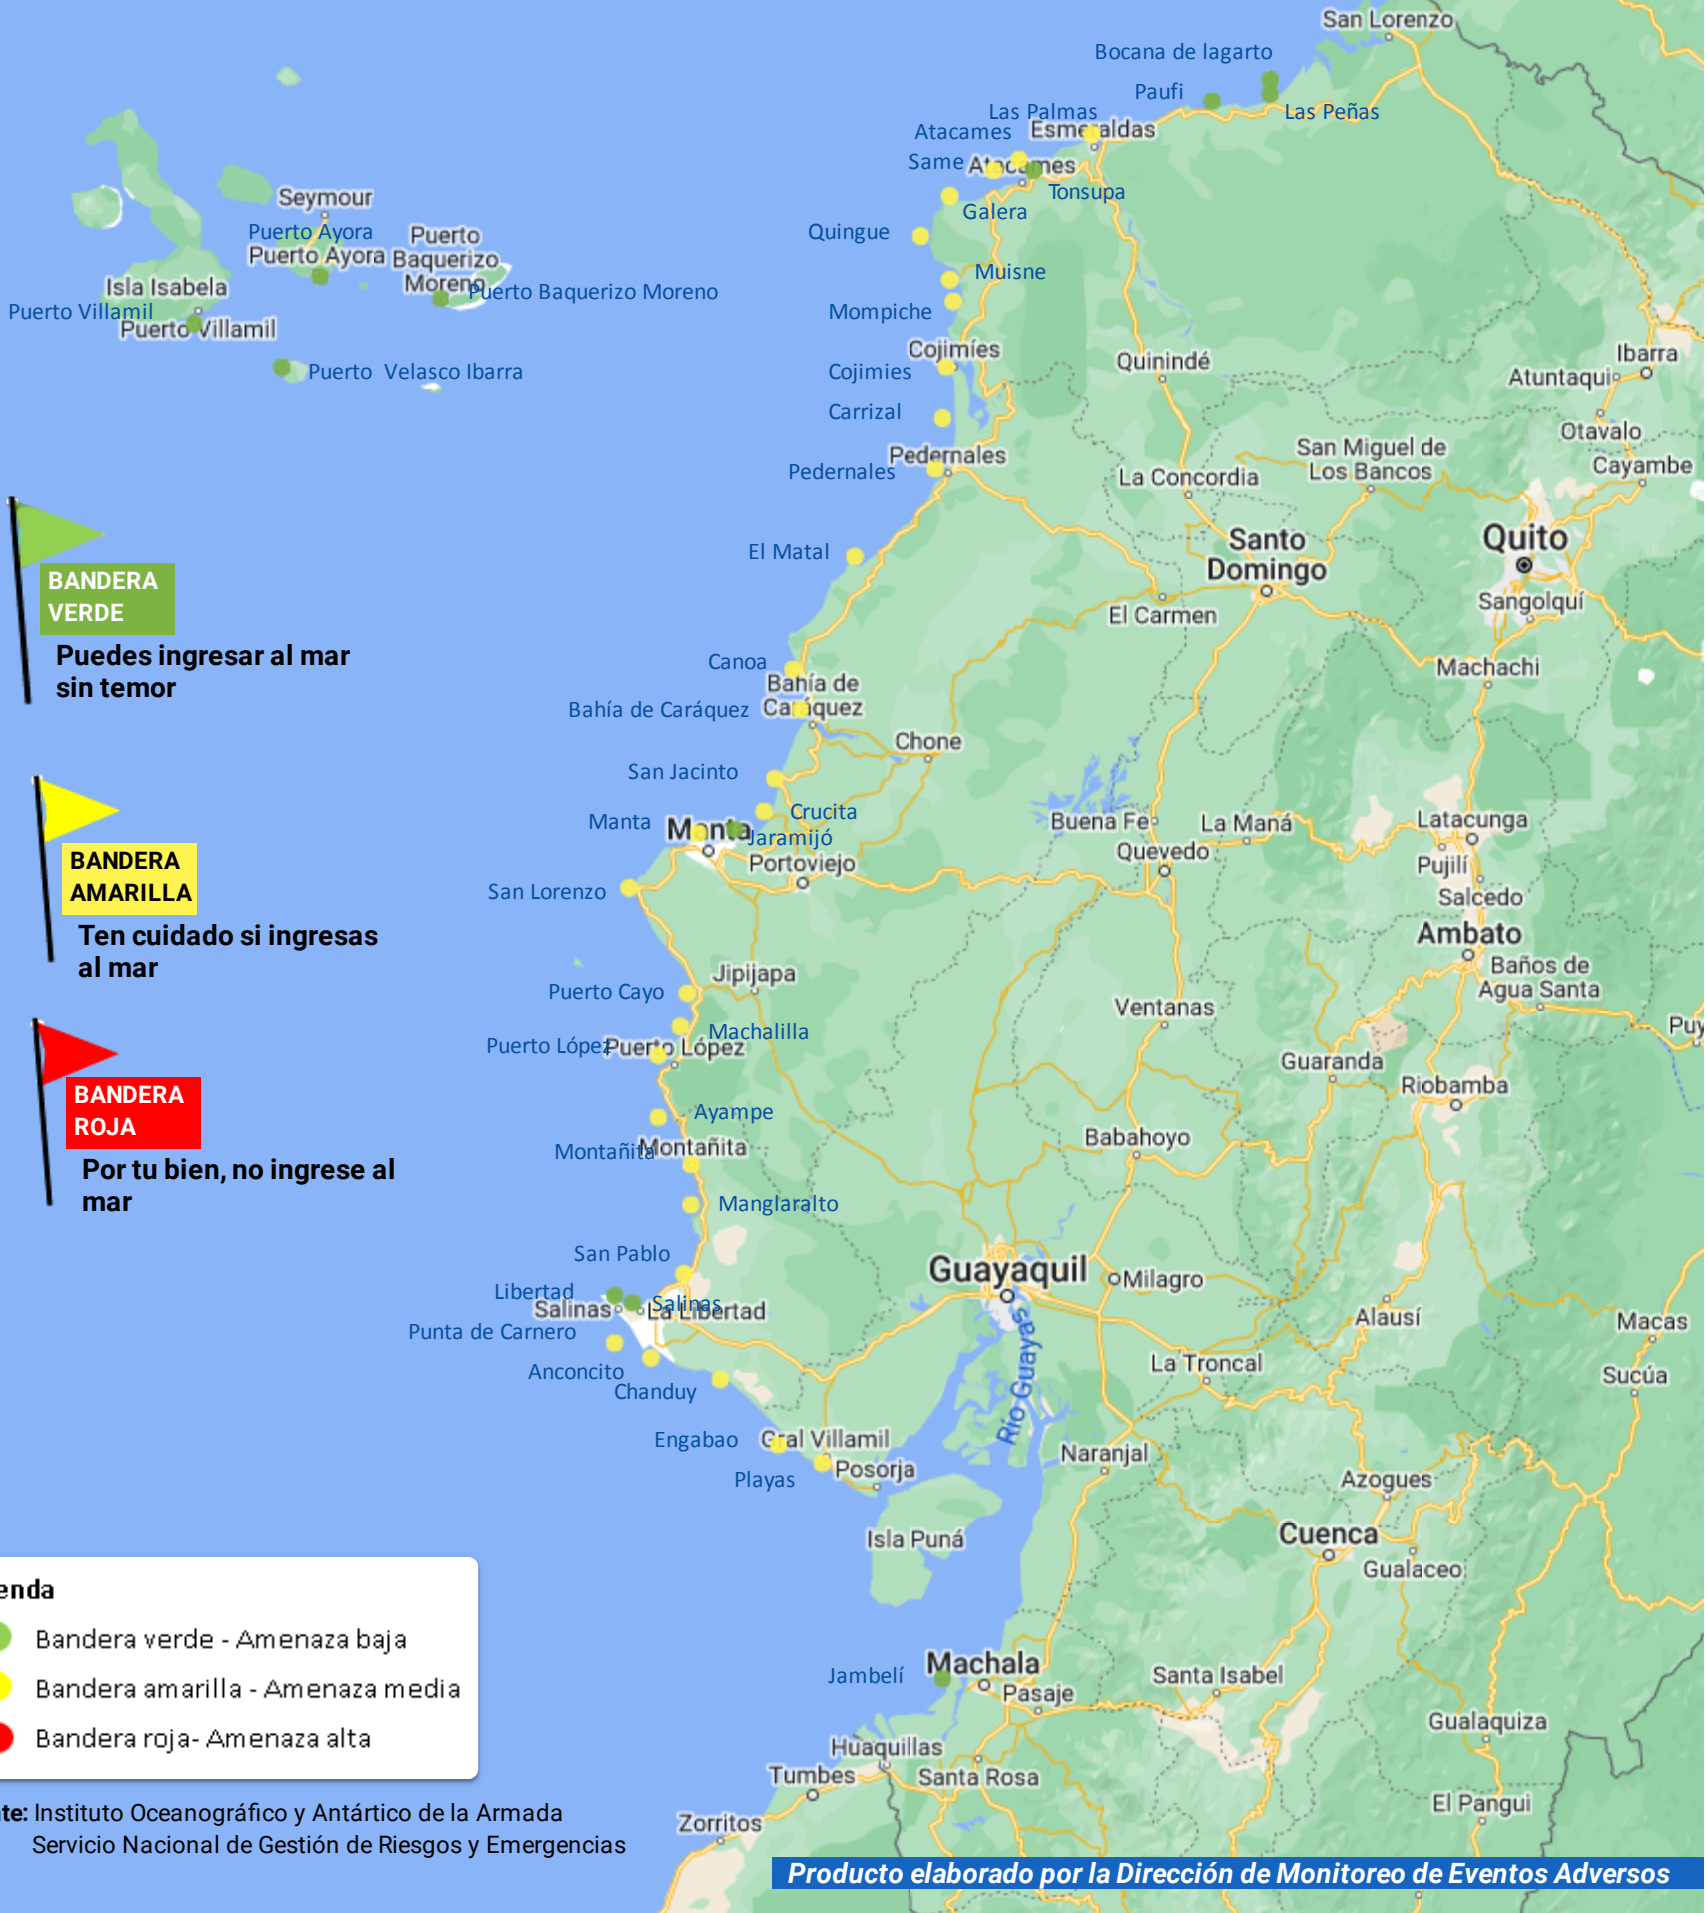 San Lorenzo
Bocana de lagarto
Paufi
Las Peñas
Las Palmas
Atacames
Esmeraldas
Same
Atacames
Tonsupa
Galera
Quingue
Muisne
Mompiche
Seymour
Puerto Ayora
Puerto Ayora
Puerto
Baquerizo
Moreno
Puerto Baquerizo Moreno
Isla Isabela
Puerto Villamil
Puerto Villamil
Puerto Velasco Ibarra
Cojimíes
Cojimies
Carrizal
Pedernales
Pedernales
Quinindé
Ibarra
Atuntaqui
Otavalo
Cayambe
San Miguel de
Los Bancos
La Concordia
Santo
Domingo
Quito
Sangolquí
El Carmen
Machachi
El Matal
BANDERA
VERDE
Puedes ingresar al mar
sin temor
Canoa
Bahía de
Caráquez
Bahía de Caráquez
Chone
San Jacinto
Crucita
Manta
Manta
Jaramijó
Portoviejo
San Lorenzo
Buena Fe
La Maná
Quevedo
Latacunga
Pujilí
Salcedo
Ambato
Baños de
Agua Santa
BANDERA
AMARILLA
Ten cuidado si ingresas
al mar
Jipijapa
Puerto Cayo
Machalilla
Puerto López
Puerto López
Ventanas
Puy
Guaranda
Riobamba
BANDERA
ROJA
Por tu bien, no ingrese al
mar
Ayampe
Montañita
Montañita
Babahoyo
Manglaralto
San Pablo
Libertad
Salinas
Salinas
La Libertad
Punta de Carnero
Anconcito
Chanduy
Guayaquil
Milagro
Río Guayas
Alausí
Macas
La Troncal
Sucúa
Engabao
Gral Villamil
Playas
Posorja
Naranjal
Azogues
Isla Puná
Cuenca
Gualaceo
enda
Bandera verde - Amenaza baja
Bandera amarilla - Amenaza media
Bandera roja- Amenaza alta
Jambelí
Machala
Pasaje
Santa Isabel
Gualaquiza
Huaquillas
Tumbes
Santa Rosa
Zorritos
El Pangui
te: Instituto Oceanográfico y Antártico de la Armada
Servicio Nacional de Gestión de Riesgos y Emergencias
Producto elaborado por la Dirección de Monitoreo de Eventos Adversos